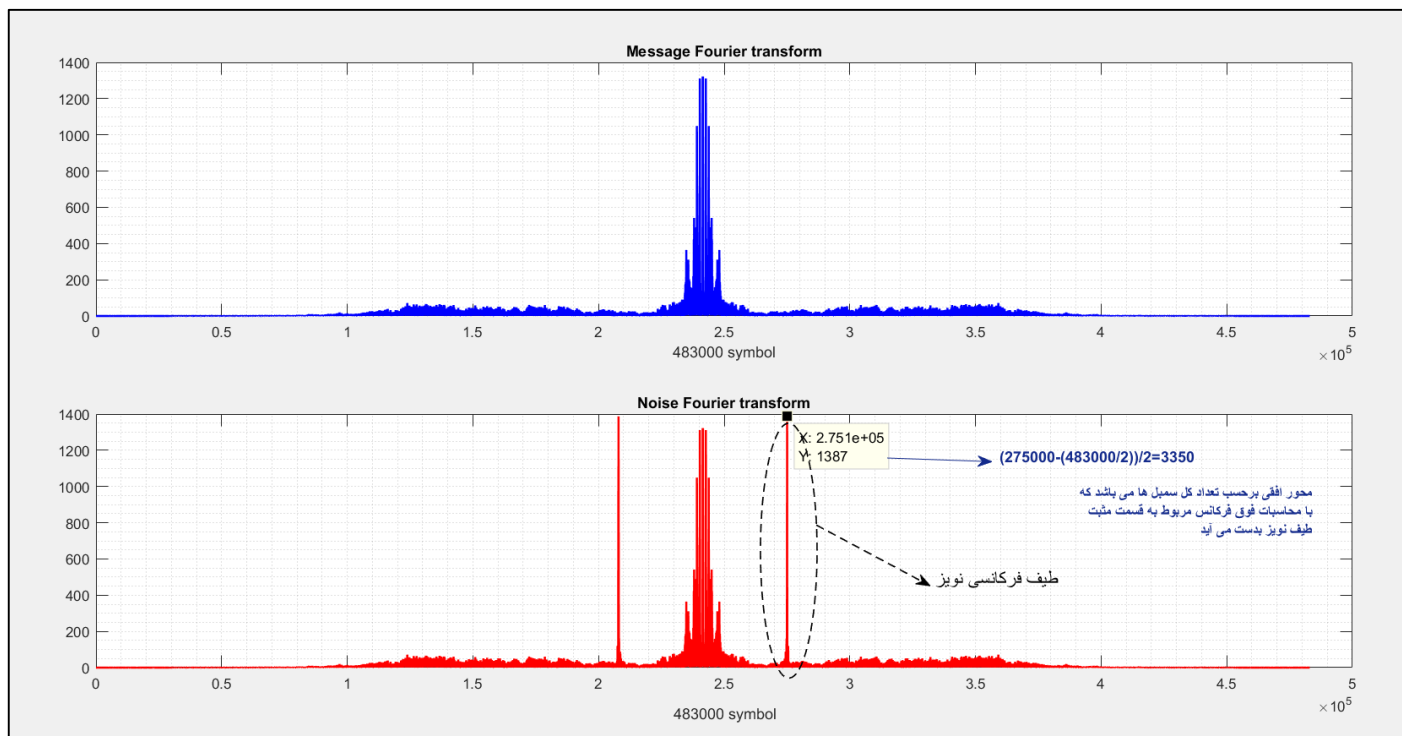 Message Fourier transform
1400
1200
1000
800
600
400
200
0
0 0.5 1 1.5 2 2.5 3 3.5 4 4.5 5
483000 symbol
×10^5
Noise Fourier transform
1400
1200
1000
800
600
400
200
0
X: 2.751e+05
Y: 1387
(275000-(483000/2))/2=3350
محور افقی برحسب تعداد کل سمبل ها می باشد که
با محاسبات فوق فرکانس مربوط به قسمت مثبت
طیف نویز بدست می آید
طیف فرکانسی نویز
0 0.5 1 1.5 2 2.5 3 3.5 4 4.5 5
483000 symbol
×10^5